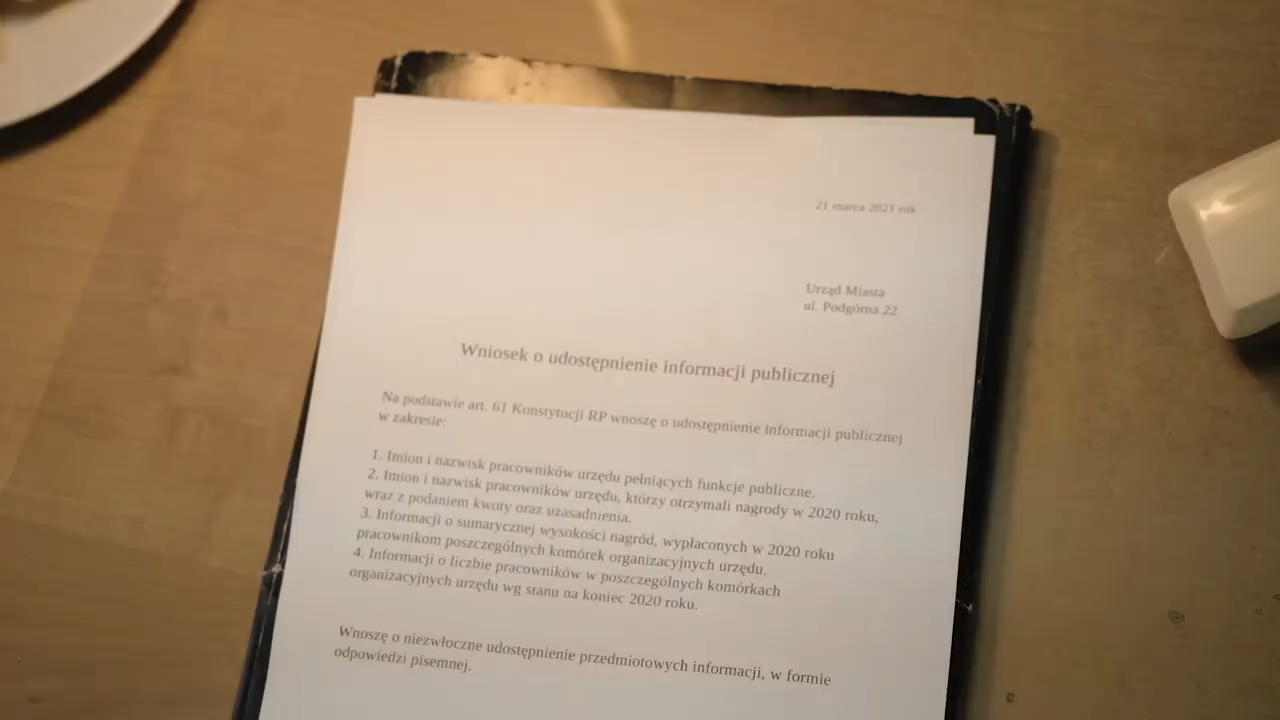 21 marca 2021 rok
Urząd Miasta
ul. Podgórna 22
Wniosek o udostępnienie informacji publicznej
Na podstawie art. 61 Konstytucji RP wnoszę o udostępnienie informacji publicznej
w zakresie:
1. Imion i nazwisk pracowników urzędu pełniących funkcje publiczne.
2. Imion i nazwisk pracowników urzędu, którzy otrzymali nagrody w 2020 roku,
wraz z podaniem kwoty oraz uzasadnienia.
3. Informacji o sumarycznej wysokości nagród, wypłaconych w 2020 roku
pracownikom poszczególnych komórek organizacyjnych urzędu.
4. Informacji o liczbie pracowników w poszczególnych komórkach
organizacyjnych urzędu wg stanu na koniec 2020 roku.
Wnoszę o niezwłoczne udostępnienie przedmiotowych informacji, w formie
odpowiedzi pisemnej.